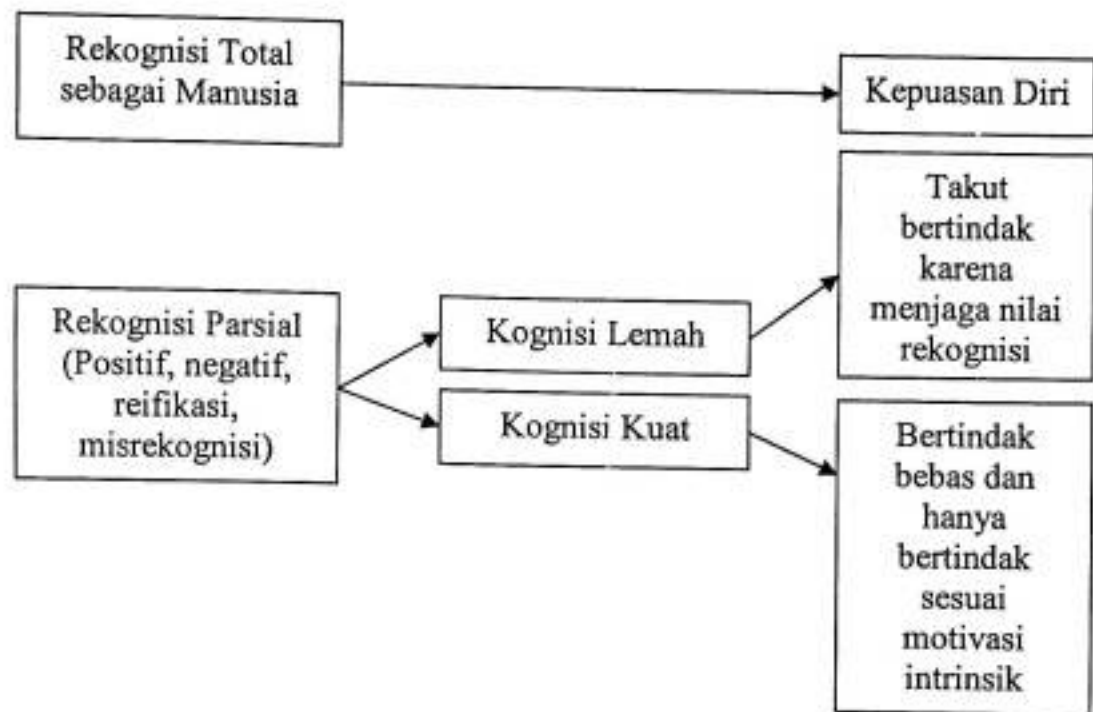 Rekognisi Total
sebagai Manusia
Kepuasan Diri
Takut
bertindak
karena
menjaga nilai
rekognisi
Rekognisi Parsial
(Positif, negatif,
reifikasi,
misrekognisi)
Kognisi Lemah
Kognisi Kuat
Bertindak
bebas dan
hanya
bertindak
sesuai
motivasi
intrinsik